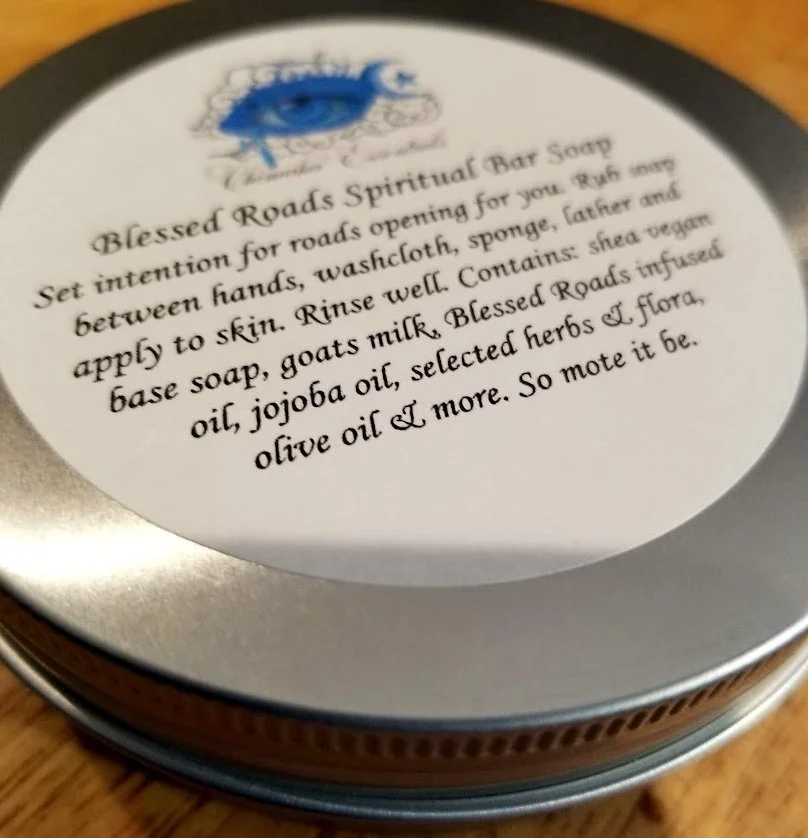 Blessed Roads Spiritual Bar Soap
Set intention for roads opening for you. Rub soap
between hands, washcloth, sponge, lather and
apply to skin. Rinse well. Contains: shea vegan
base soap, goats milk, Blessed Roads infused
oil, jojoba oil, selected herbs & flora,
olive oil & more. So mote it be.